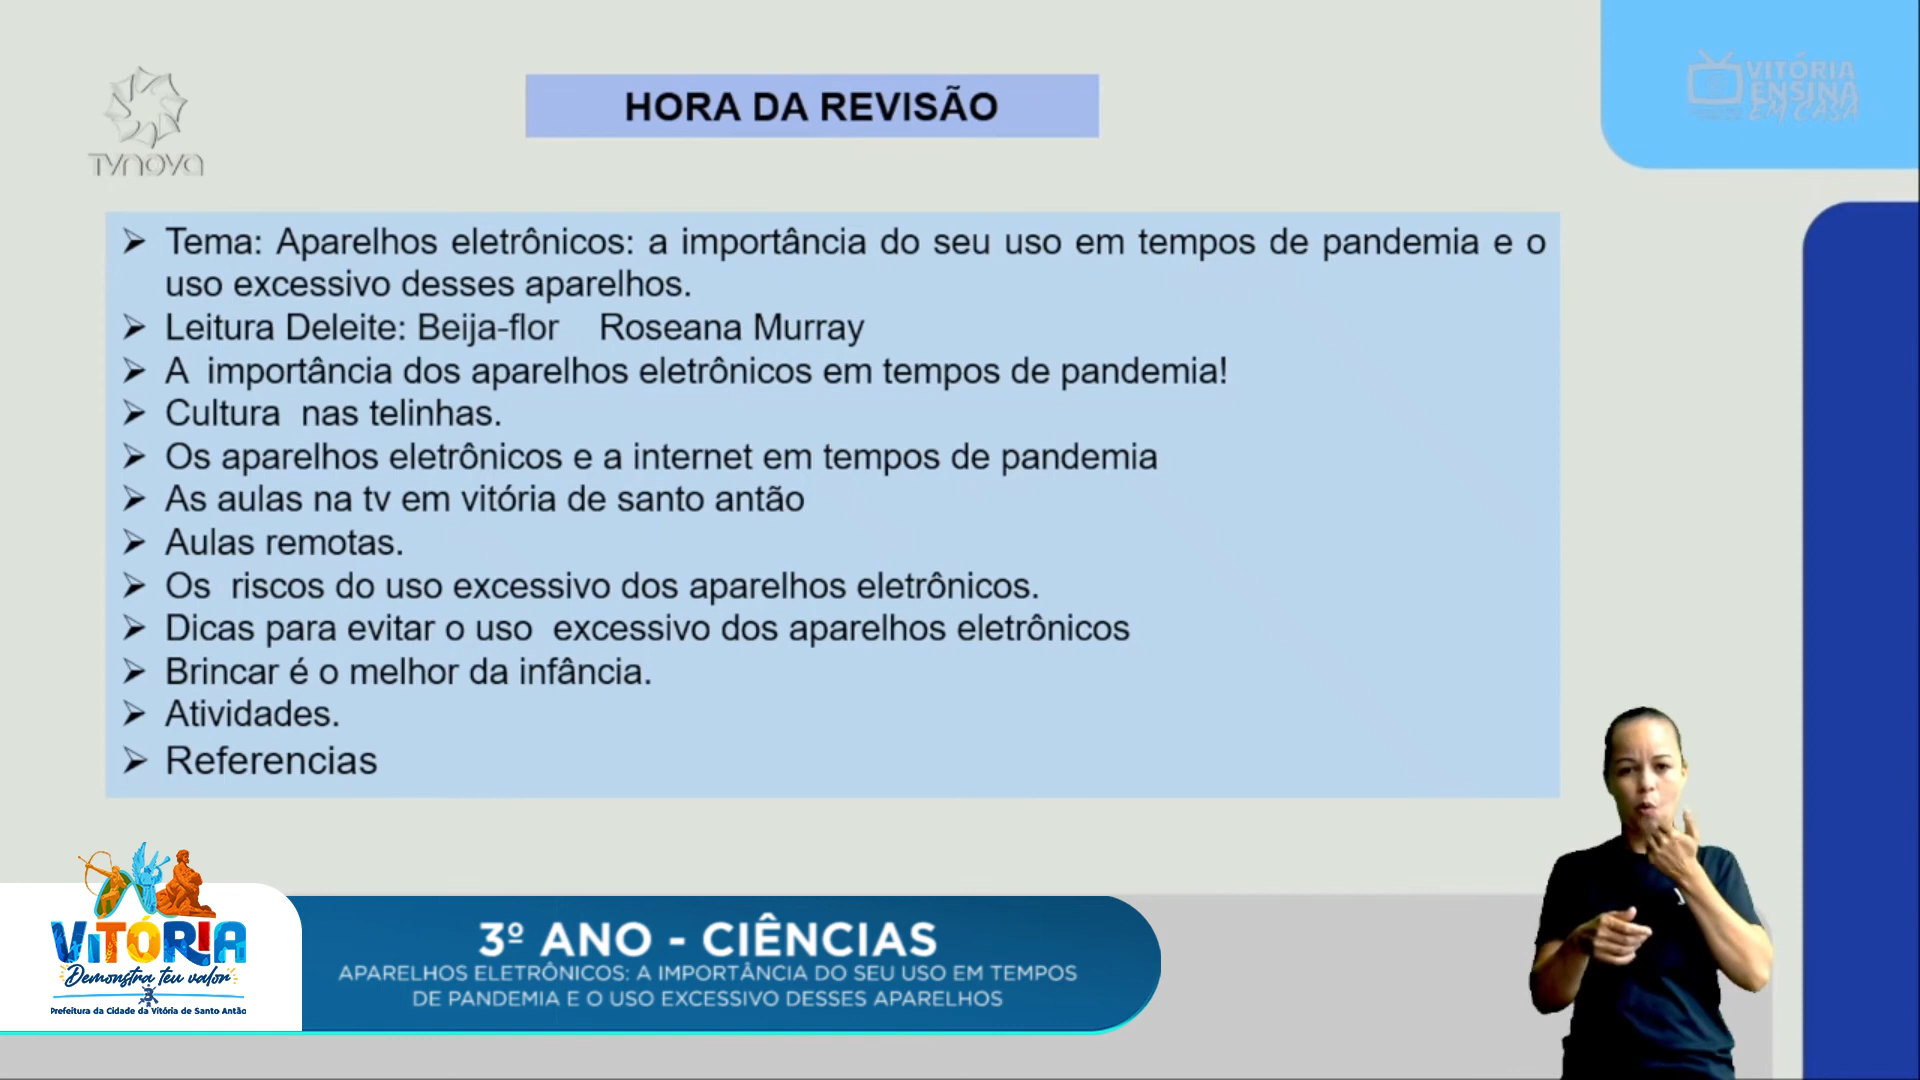 TVNOVA
HORA DA REVISÃO
VITÓRIA
ENSINA
EM CASA
➢ Tema: Aparelhos eletrônicos: a importância do seu uso em tempos de pandemia e o
uso excessivo desses aparelhos.
➢ Leitura Deleite: Beija-flor Roseana Murray
➢ A importância dos aparelhos eletrônicos em tempos de pandemia!
➢ Cultura nas telinhas.
➢ Os aparelhos eletrônicos e a internet em tempos de pandemia
➢ As aulas na tv em vitória de santo antão
➢ Aulas remotas.
➢ Os riscos do uso excessivo dos aparelhos eletrônicos.
➢ Dicas para evitar o uso excessivo dos aparelhos eletrônicos
➢ Brincar é o melhor da infância.
➢ Atividades.
➢ Referencias
VITÓRIA
Demonstra teu valor
Prefeitura da Cidade da Vitória de Santo Antão
3º ANO - CIÊNCIAS
APARELHOS ELETRÔNICOS: A IMPORTÂNCIA DO SEU USO EM TEMPOS
DE PANDEMIA E O USO EXCESSIVO DESSES APARELHOS